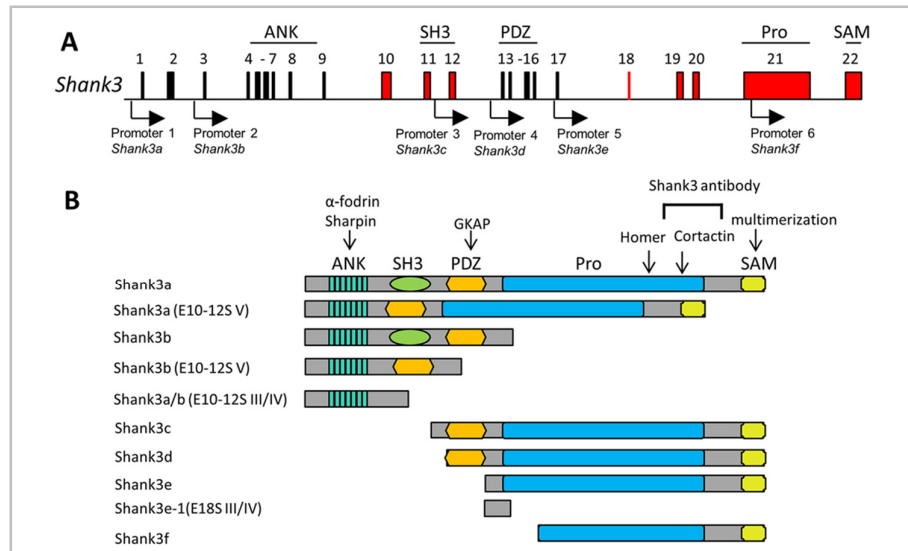 A
ANK SH3 PDZ Pro SAM
1 2 3 4 -7 8 9 10 11 12 13 -16 17 18 19 20 21 22
Shank3
Promoter 1 Promoter 2 Promoter 3 Promoter 4 Promoter 5 Promoter 6
Shank3a Shank3b Shank3c Shank3d Shank3e Shank3f
B
Shank3 antibody
α-fodrin
Sharpin GKAP Homer Cortactin multimerization
ANK SH3 PDZ Pro SAM
Shank3a
Shank3a (E10-12S V)
Shank3b
Shank3b (E10-12S V)
Shank3a/b (E10-12S III/IV)
Shank3c
Shank3d
Shank3e
Shank3e-1(E18S III/IV)
Shank3f